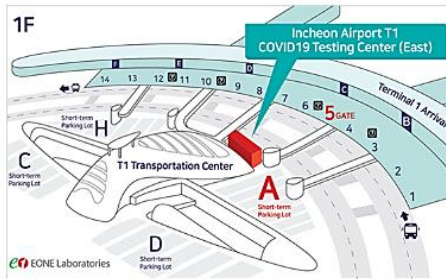 1F
Incheon Airport T1
COVID19 Testing Center (East)
F
E
D
C
B
14
13
12
11
10
9
8
7
6
5 GATE
4
3
2
1
Terminal 1 Arrival
H
Short-term
Parking Lot
C
Short-term
Parking Lot
T1 Transportation Center
A
Short-term
Parking Lot
D
Short-term
Parking Lot
EONE Laboratories